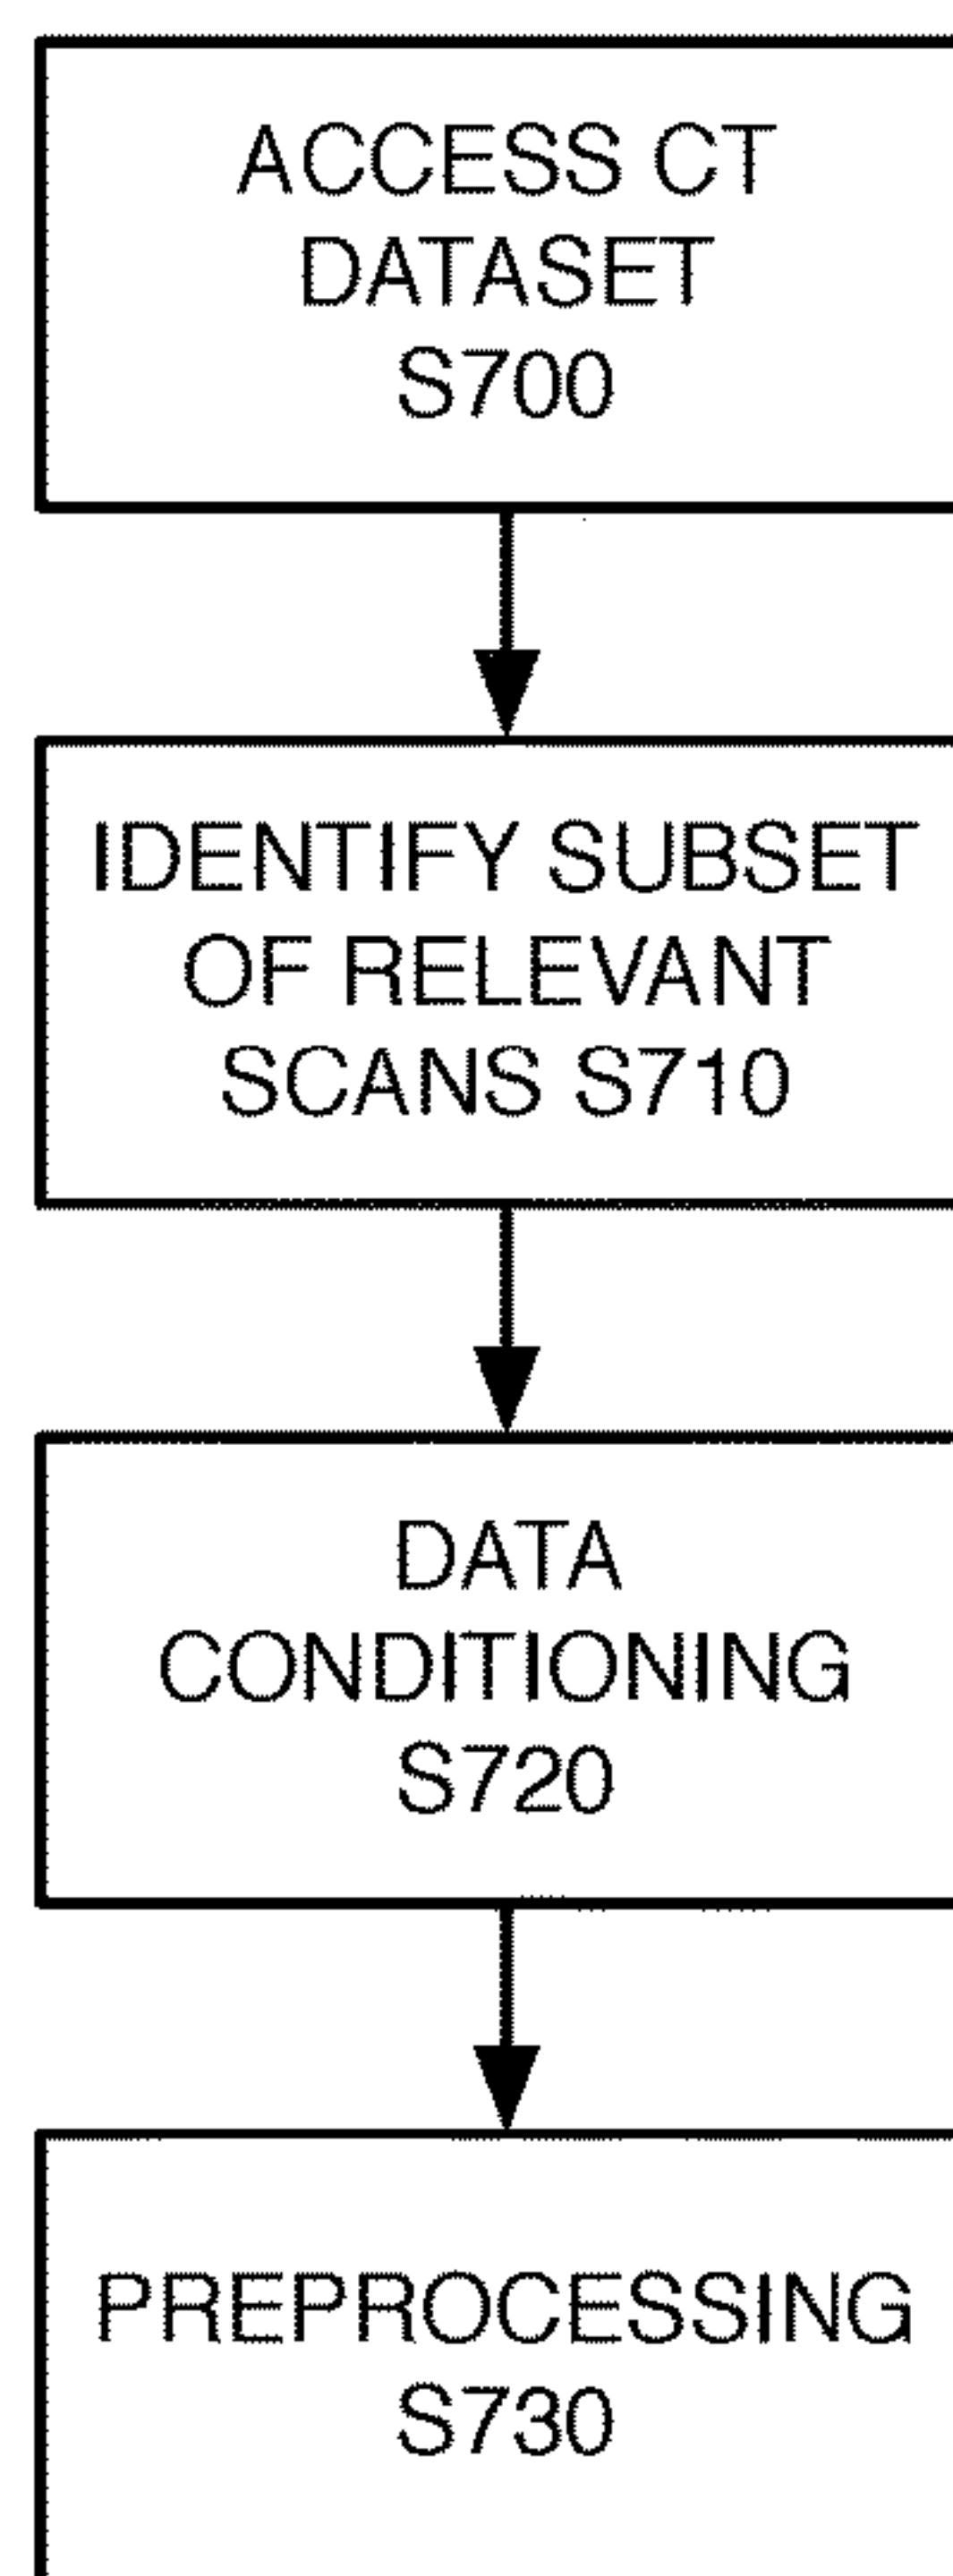 ACCESS CT
DATASET
S700
IDENTIFY SUBSET
OF RELEVANT
SCANS S710
DATA
CONDITIONING
S720
PREPROCESSING
S730